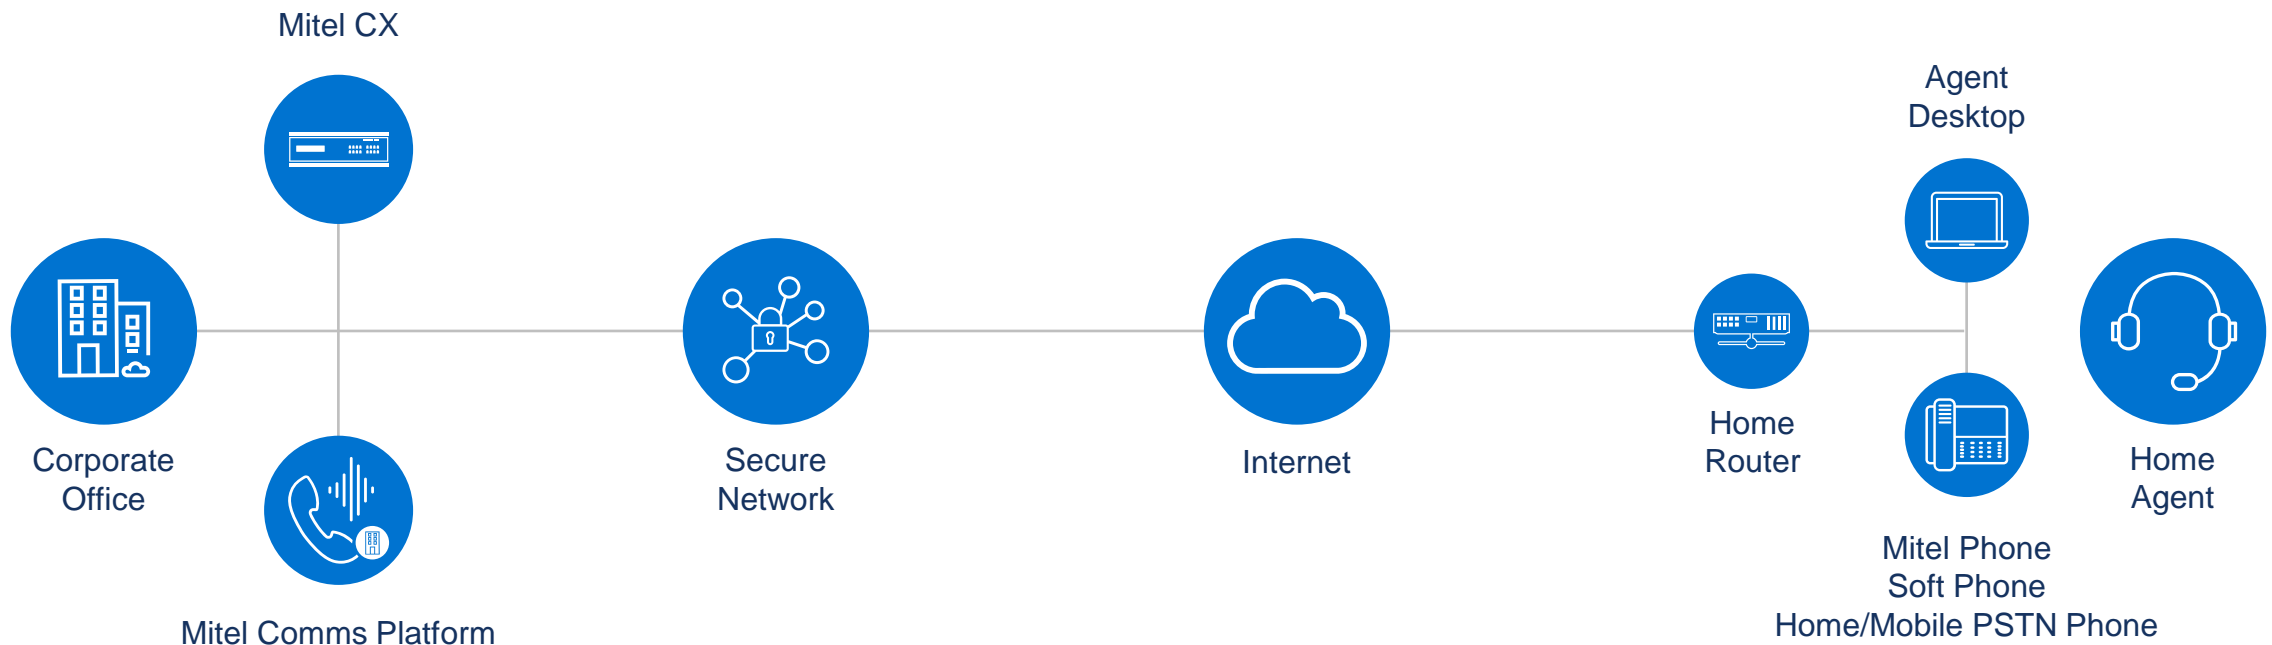 Mitel CX
Agent
Desktop
Corporate
Office
Secure
Network
Internet
Home
Router
Home
Agent
Mitel Phone
Soft Phone
Home/Mobile PSTN Phone
Mitel Comms Platform